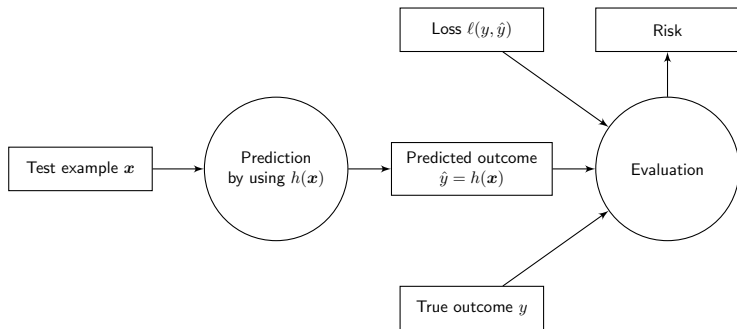 Loss ℓ(y, ŷ)
Risk
Test example x
Prediction
by using h(x)
Predicted outcome
ŷ = h(x)
Evaluation
True outcome y